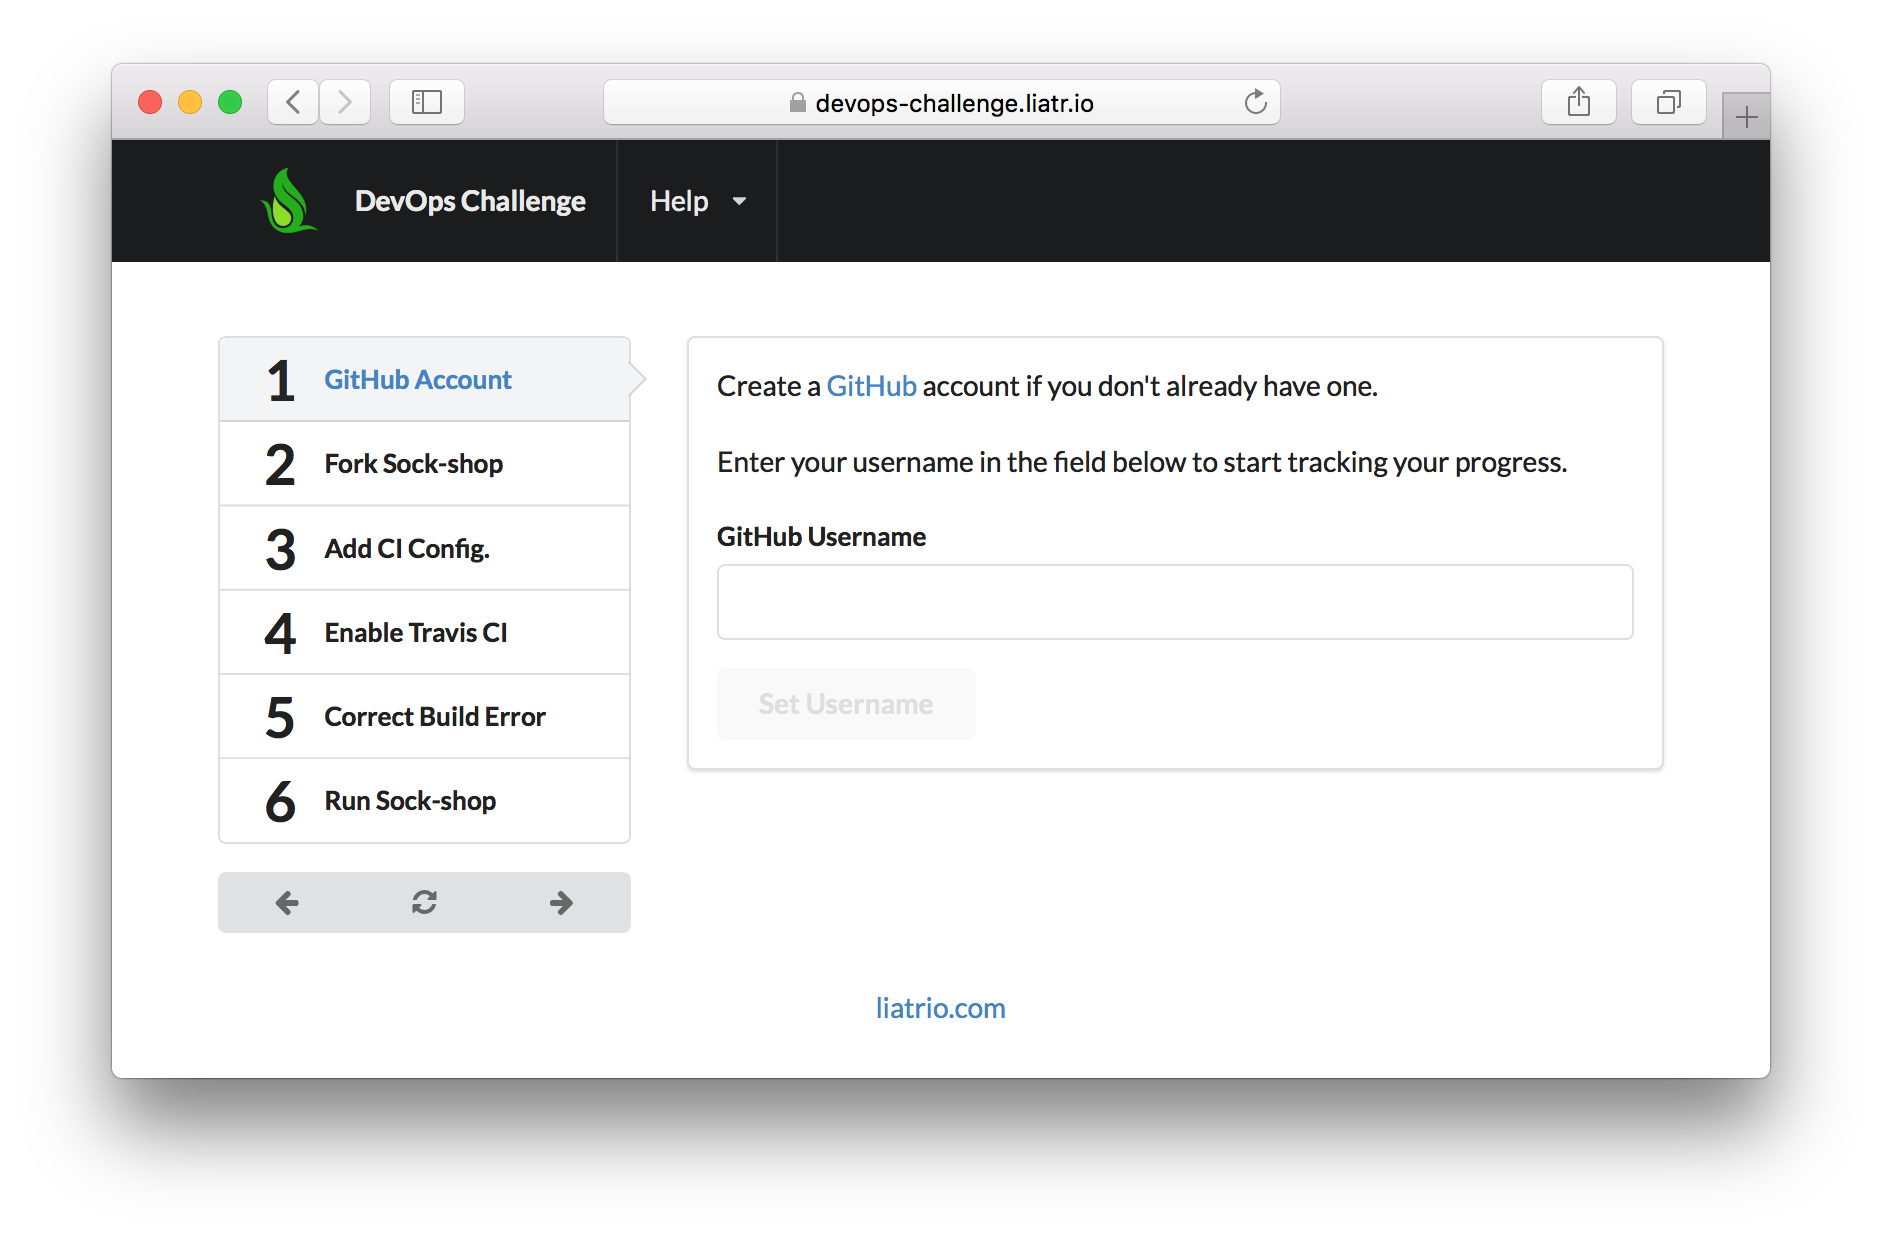 devops-challenge.liatr.io
DevOps Challenge
Help
1 GitHub Account
2 Fork Sock-shop
3 Add CI Config.
4 Enable Travis CI
5 Correct Build Error
6 Run Sock-shop
Create a GitHub account if you don't already have one.
Enter your username in the field below to start tracking your progress.
GitHub Username
Set Username
liatrio.com